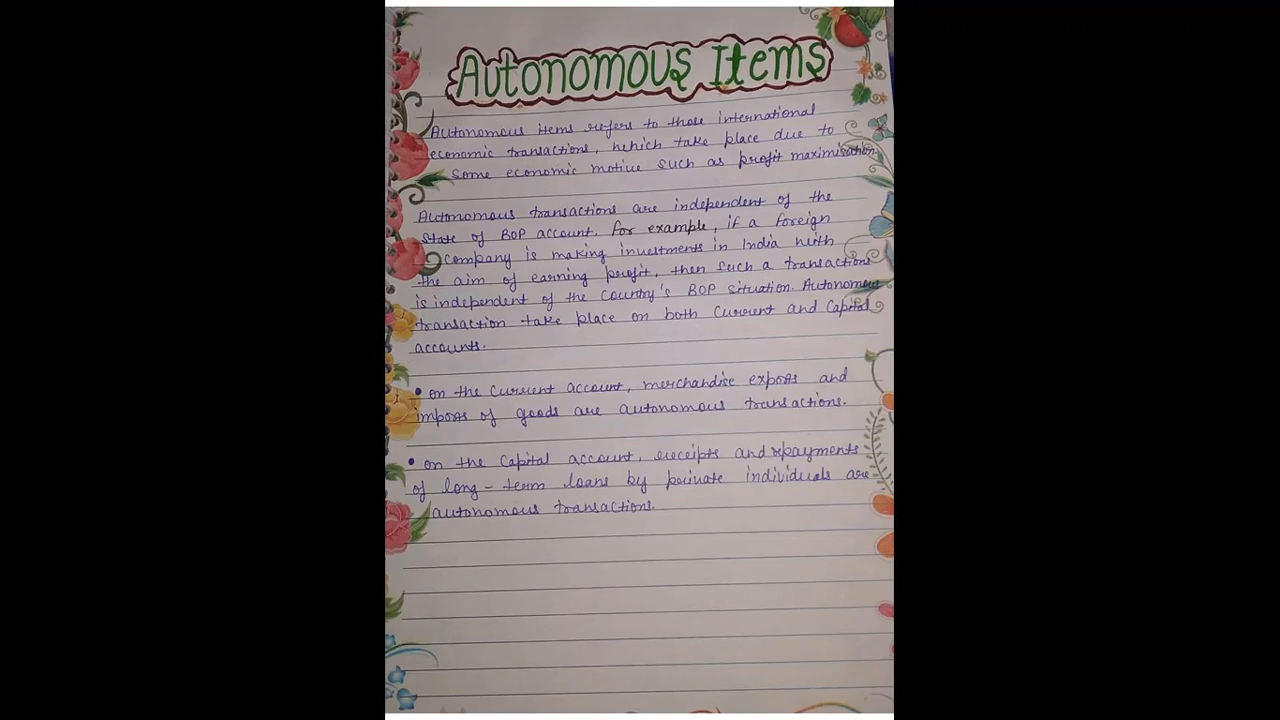 Autonomous Items
Autonomous items refers to those international
economic transactions, which take place due to
some economic motive such as profit maximisation.
Autonomous transactions are independent of the
state of BOP account. For example, if a foreign
company is making investments in India with
the aim of earning profit, then such a transactions
is independent of the country's BOP situation. Autonomous
transaction take place on both Current and Capital
accounts.
• on the current account, merchandise exports and
imports of goods are autonomous transactions.
• on the capital account, receipts and repayments
of long-term loans by private individuals are
autonomous transactions.